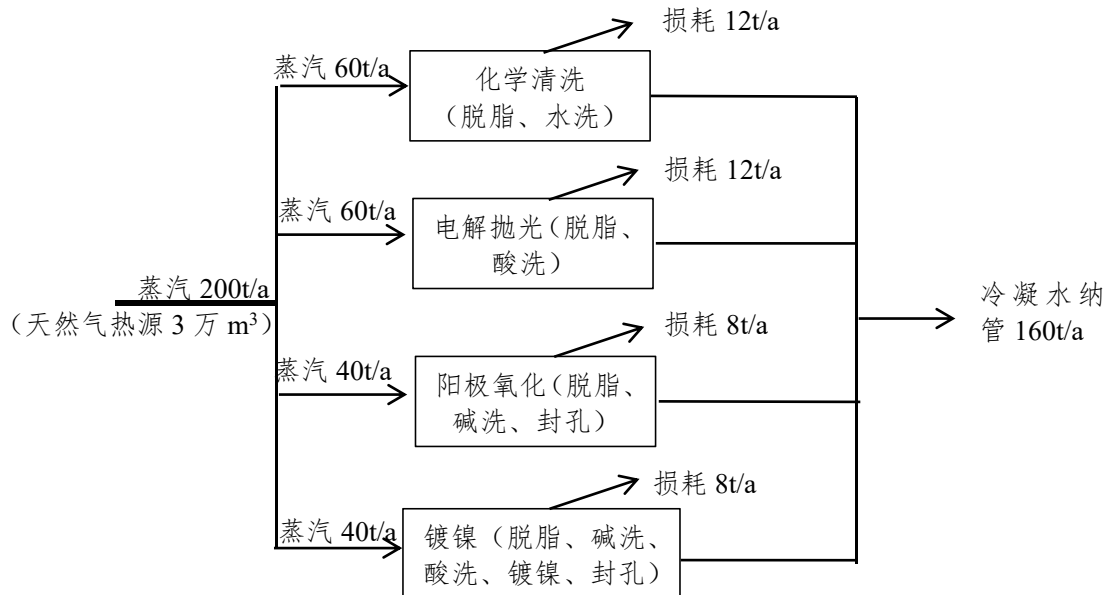 损耗 12t/a
蒸汽 60t/a
化学清洗
（脱脂、水洗）
损耗 12t/a
蒸汽 60t/a
电解抛光（脱脂、
酸洗）
蒸汽 200t/a
（天然气热源 3 万 m³）
冷凝水纳
管 160t/a
损耗 8t/a
蒸汽 40t/a
阳极氧化（脱脂、
碱洗、封孔）
损耗 8t/a
蒸汽 40t/a
镀镍（脱脂、碱洗、
酸洗、镀镍、封孔）